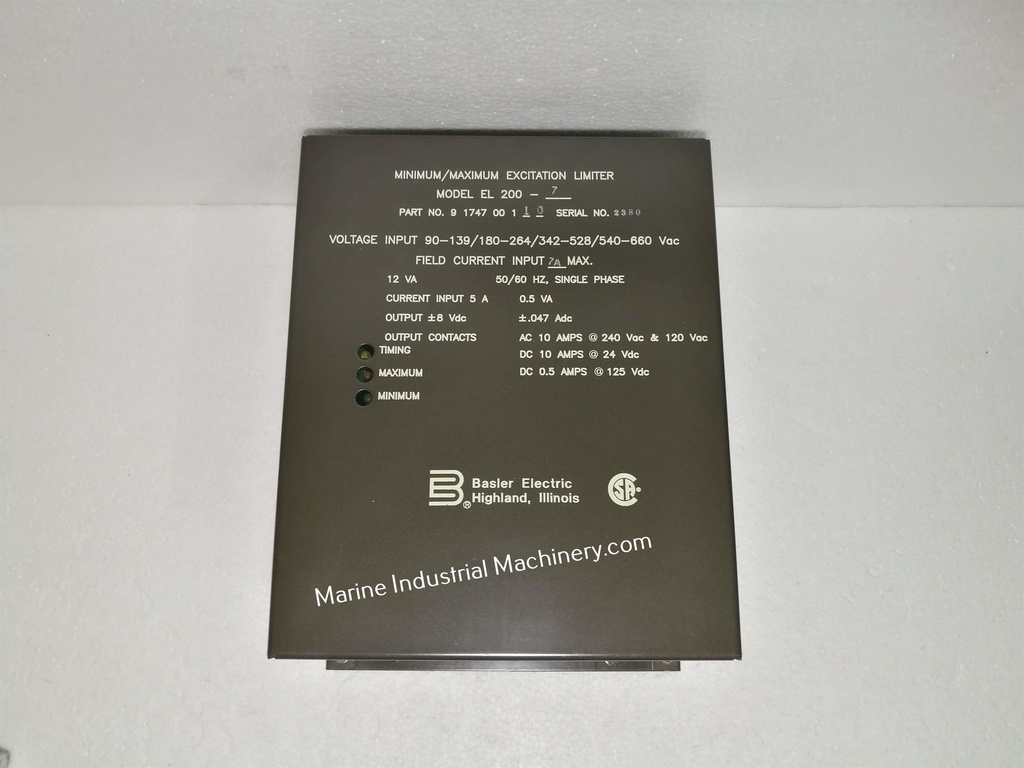 MINIMUM/MAXIMUM EXCITATION LIMITER
MODEL EL 200 – 7
PART NO. 9 1747 00 1 1 0 SERIAL NO. 2380
VOLTAGE INPUT 90–139/180–264/342–528/540–660 Vac
FIELD CURRENT INPUT 7A MAX.
12 VA 50/60 HZ, SINGLE PHASE
CURRENT INPUT 5 A 0.5 VA
OUTPUT ±8 Vdc ±.047 Adc
OUTPUT CONTACTS AC 10 AMPS @ 240 Vac & 120 Vac
TIMING DC 10 AMPS @ 24 Vdc
MAXIMUM DC 0.5 AMPS @ 125 Vdc
MINIMUM
B® Basler Electric
Highland, Illinois
CSA
Marine Industrial Machinery.com